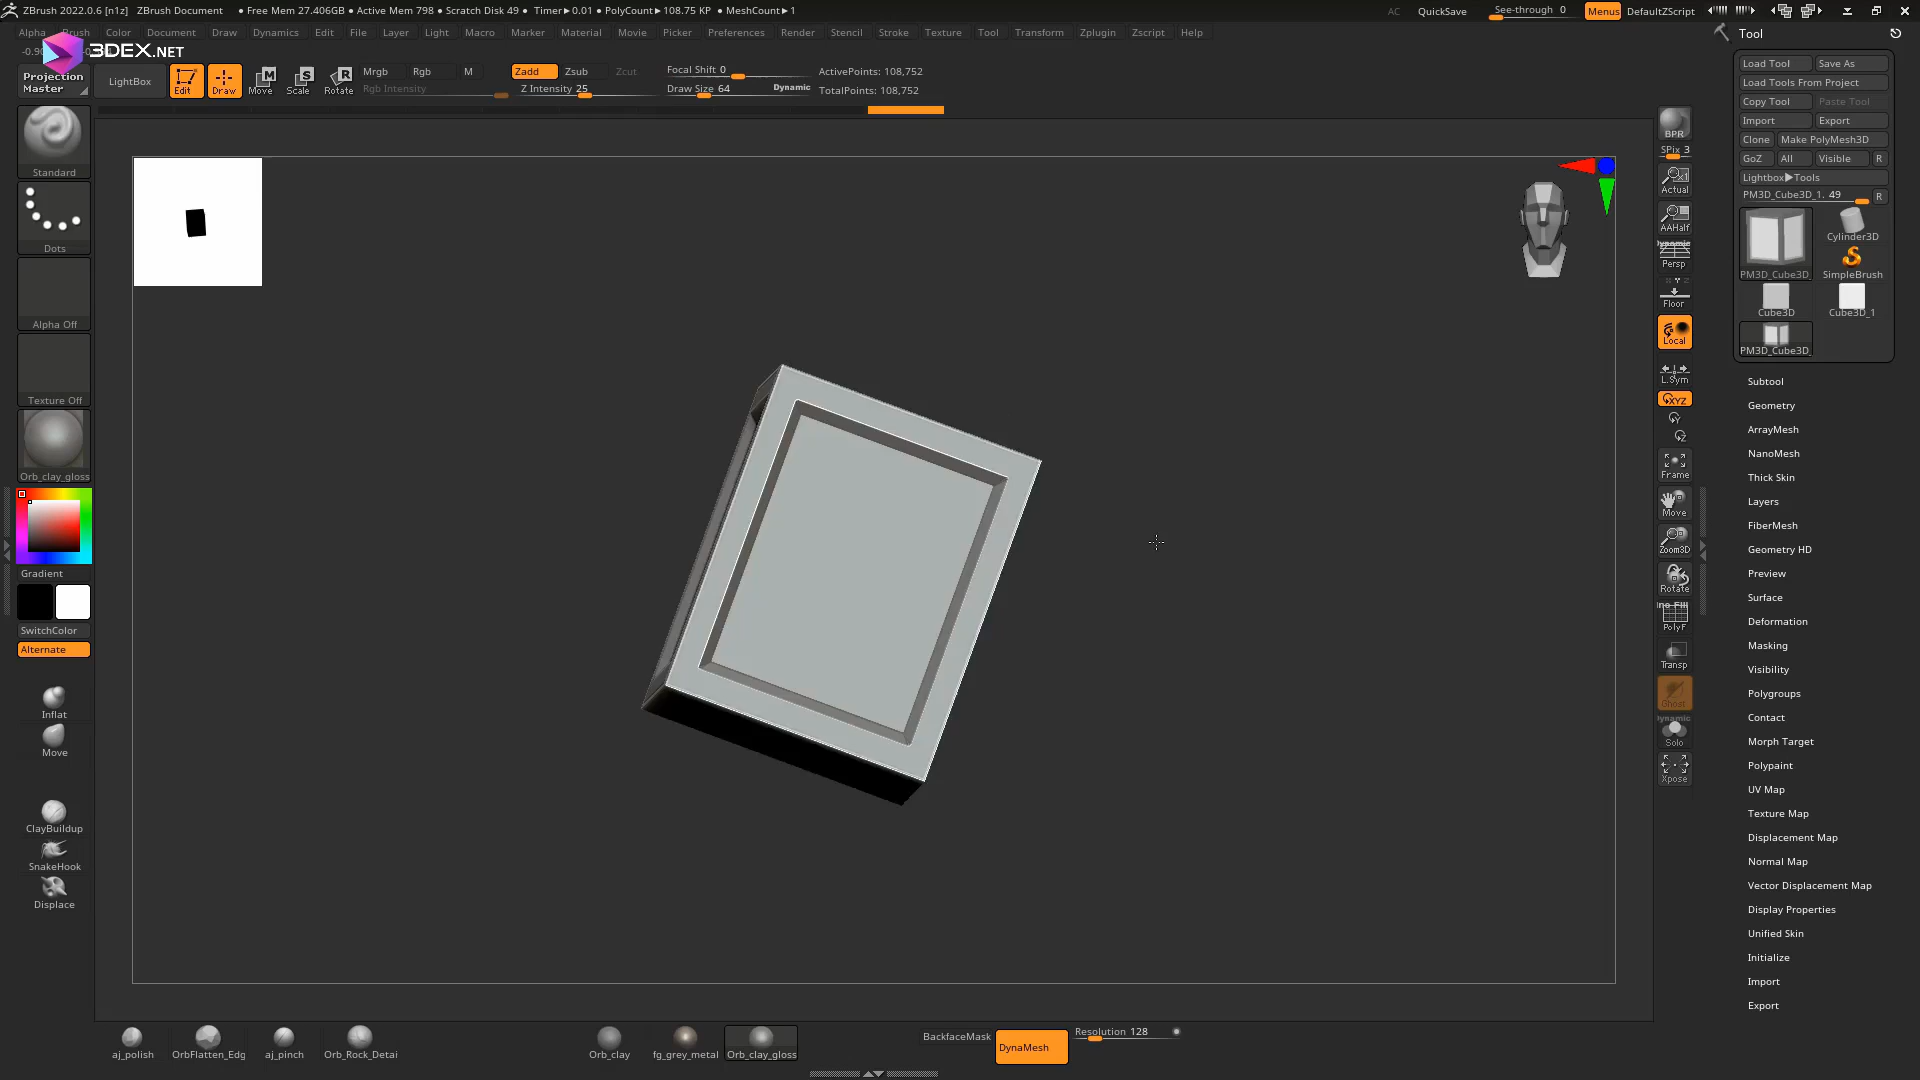 ZBrush 2022.0.6 [n1z] ZBrush Document • Free Mem 27.406GB • Active Mem 798 • Scratch Disk 49 • Timer▶0.01 • PolyCount▶108.75 KP • MeshCount▶1 AC QuickSave See-through 0 Menus DefaultZScript
Alpha Brush Color Document Draw Dynamics Edit File Layer Light Macro Marker Material Movie Picker Preferences Render Stencil Stroke Texture Tool Transform Zplugin Zscript Help
3DEX.NET
Projection Master
LightBox
Edit
Draw
Move
Scale
Rotate
Mrgb Rgb M
Rgb Intensity
Zadd Zsub Zcut
Z Intensity 25
Focal Shift 0
Draw Size 64 Dynamic
ActivePoints: 108,752
TotalPoints: 108,752
Standard
Dots
Alpha Off
Texture Off
Orb_clay_gloss
Gradient
SwitchColor
Alternate
Inflat
Move
ClayBuildup
SnakeHook
Displace
BPR
SPix 3
Actual
AAHalf
Dynamic
Persp
Floor
Local
L.Sym
XYZ
Frame
Move
Zoom3D
Rotate
PolyF
Transp
Ghost
Dynamic
Solo
Xpose
Tool
Load Tool Save As
Load Tools From Project
Copy Tool Paste Tool
Import Export
Clone Make PolyMesh3D
GoZ All Visible R
Lightbox▶Tools
PM3D_Cube3D_1. 49 R
PM3D_Cube3D_
Cylinder3D
SimpleBrush
Cube3D
Cube3D_1
PM3D_Cube3D_
Subtool
Geometry
ArrayMesh
NanoMesh
Thick Skin
Layers
FiberMesh
Geometry HD
Preview
Surface
Deformation
Masking
Visibility
Polygroups
Contact
Morph Target
Polypaint
UV Map
Texture Map
Displacement Map
Normal Map
Vector Displacement Map
Display Properties
Unified Skin
Initialize
Import
Export
aj_polish
OrbFlatten_Edg
aj_pinch
Orb_Rock_Detai
Orb_clay
fg_grey_metal
Orb_clay_gloss
BackfaceMask
DynaMesh
Resolution 128